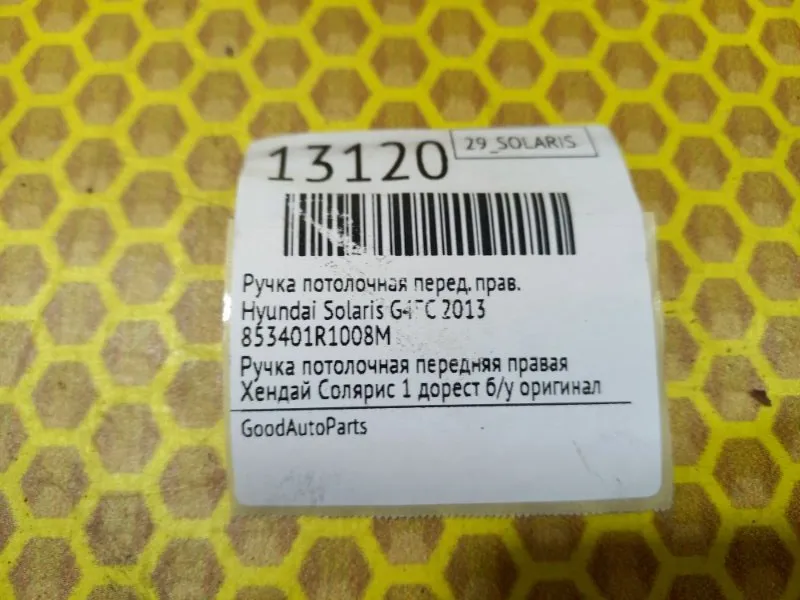 13120
29_SOLARIS
Ручка потолочная перед. прав.
Hyundai Solaris 2013
853401R1008M
Ручка потолочная передняя правая
Хендай Солярис 1 дорест б/у оригинал
GoodAutoParts